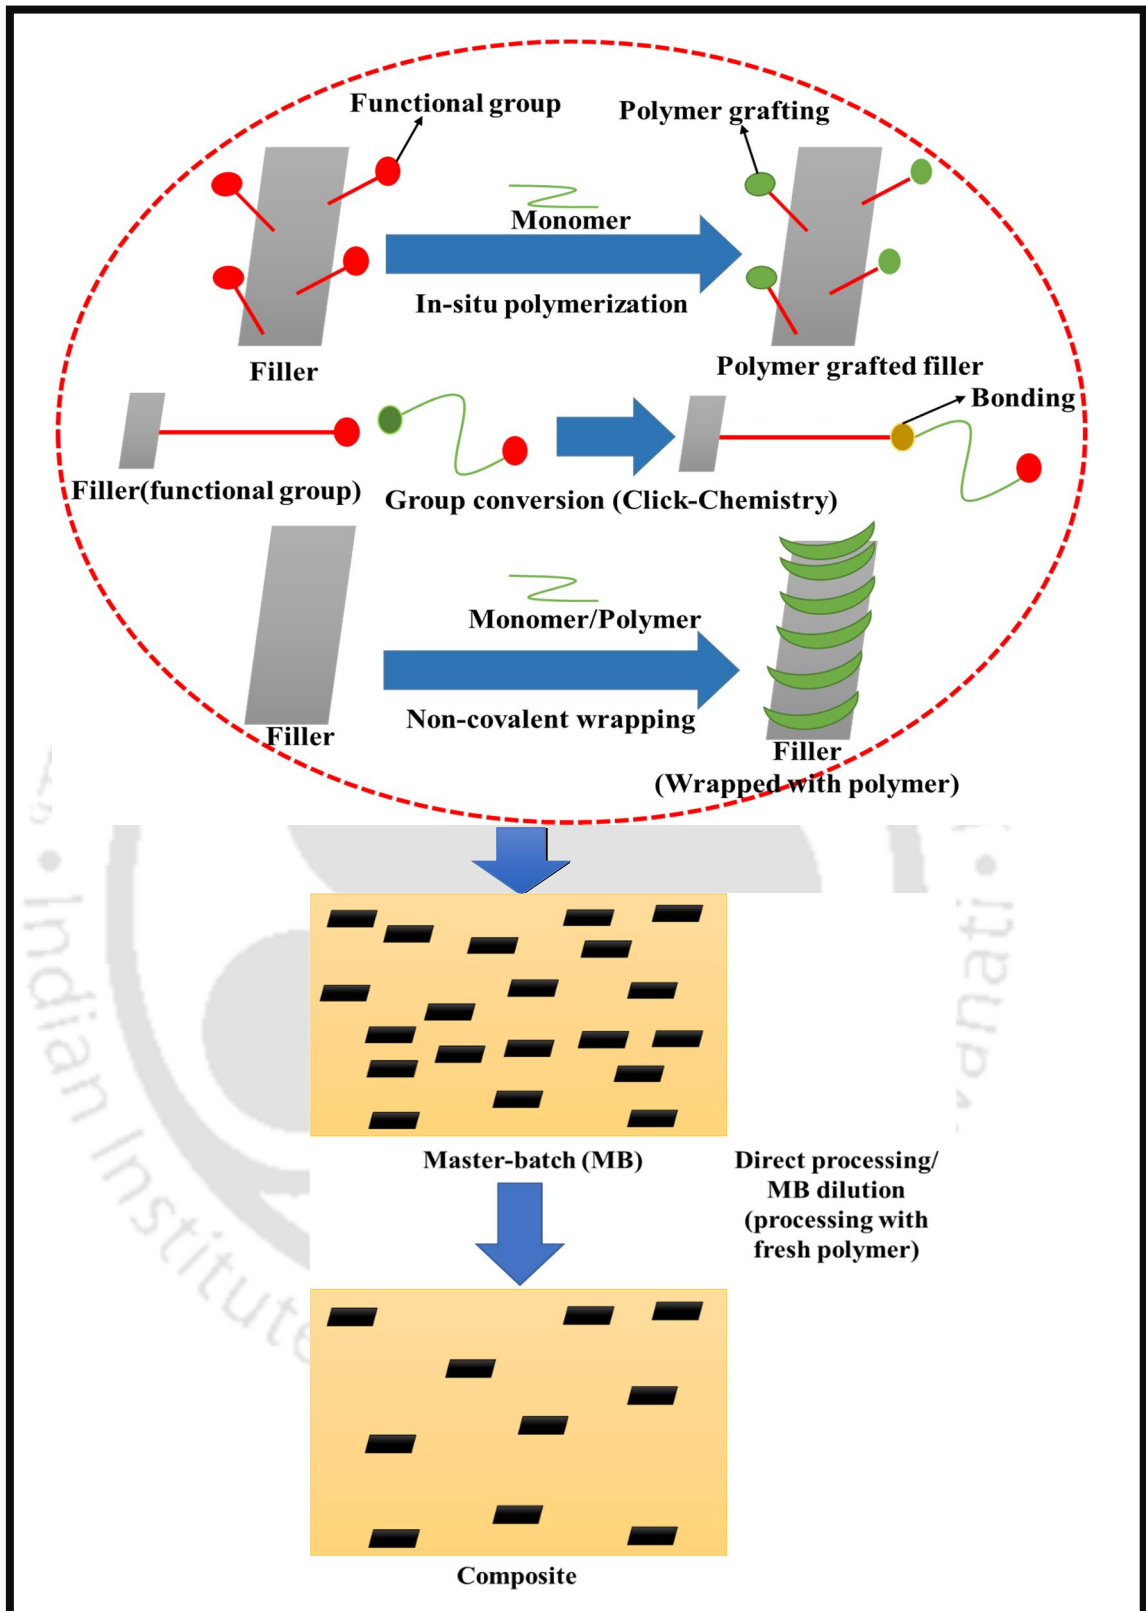 Functional group
Polymer grafting
Monomer
In-situ polymerization
Filler
Polymer grafted filler
Bonding
Filler(functional group)
Group conversion (Click-Chemistry)
Monomer/Polymer
Non-covalent wrapping
Filler
Filler
(Wrapped with polymer)
Indian Institute
Master-batch (MB)
Direct processing/
MB dilution
(processing with
fresh polymer)
Composite